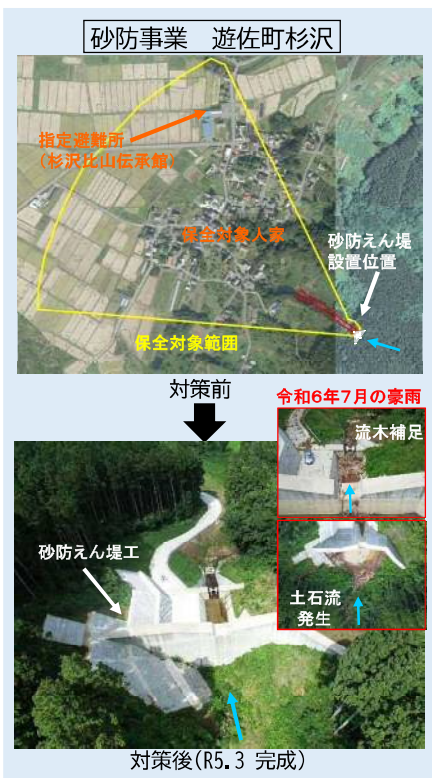 砂防事業 遊佐町杉沢
指定避難所
(杉沢比山伝承館)
保全対象人家
砂防えん堤
設置位置
保全対象範囲
対策前
令和6年7月の豪雨
流木補足
砂防えん堤工
土石流
発生
対策後(R5.3 完成)